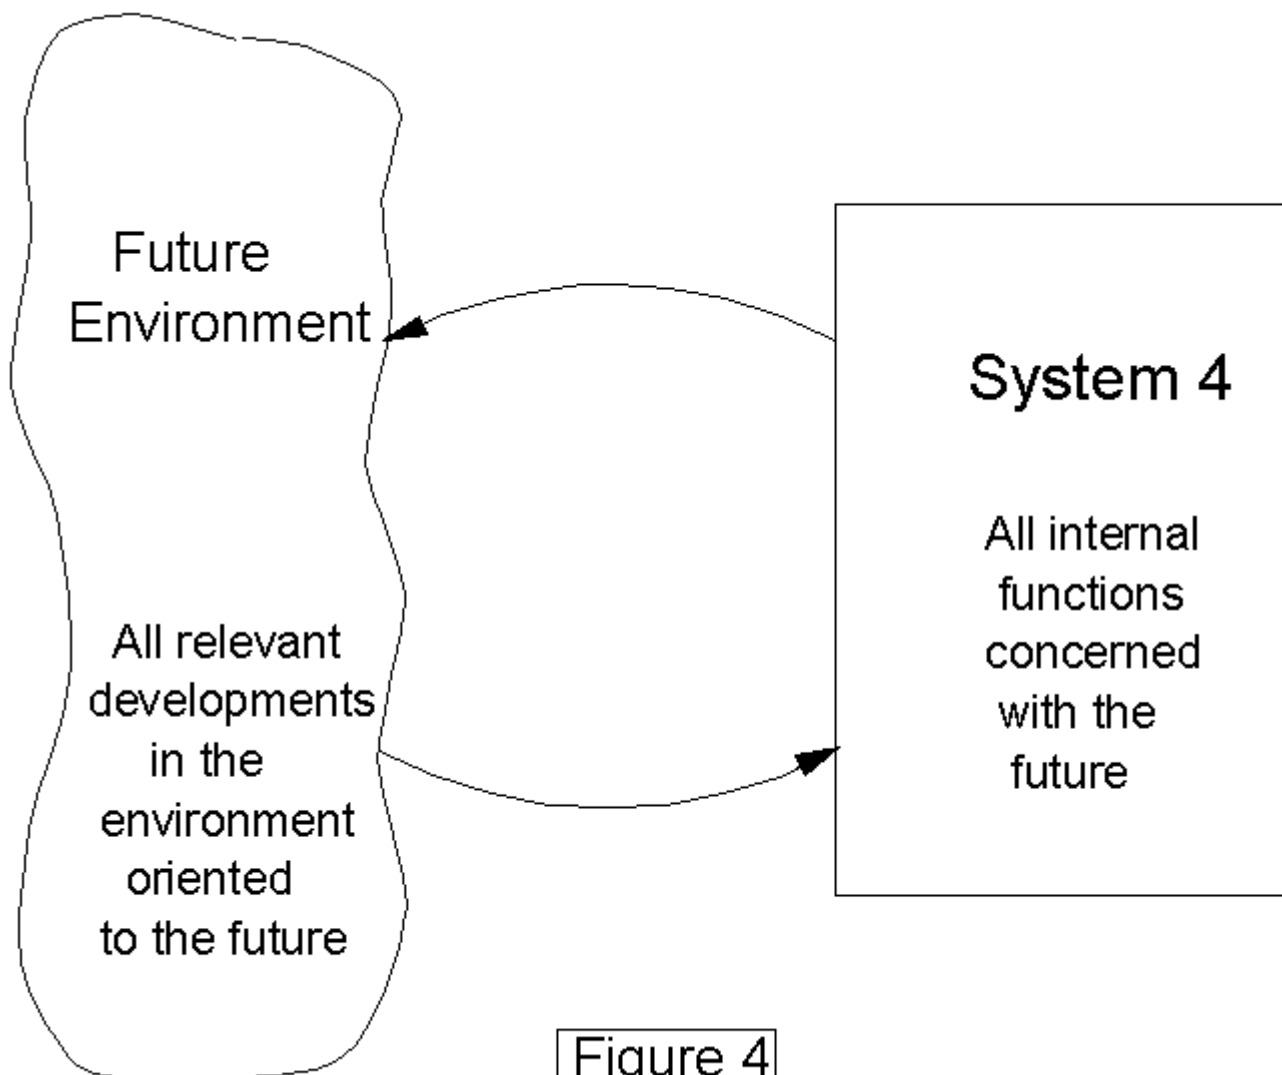 Future
Environment
All relevant
developments
in the
environment
oriented
to the future
System 4
All internal
functions
concerned
with the
future
Figure 4